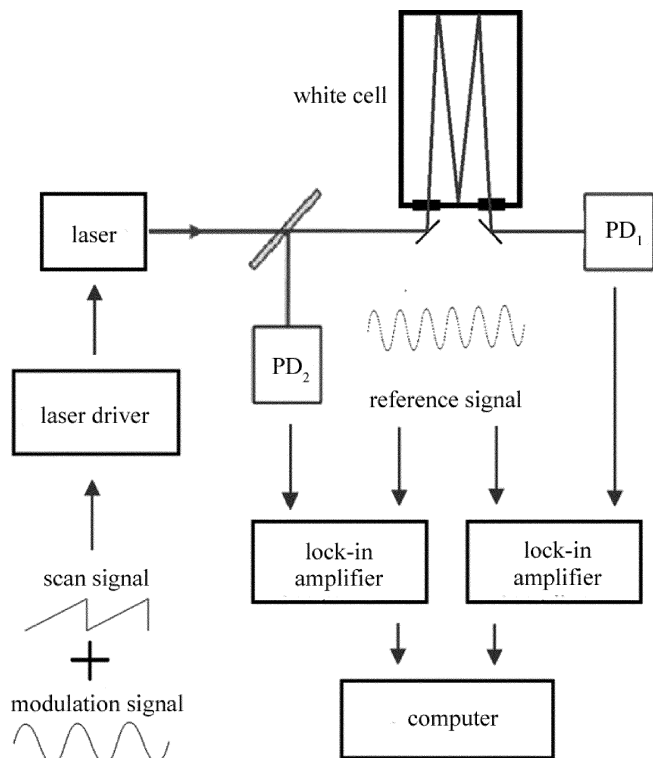 white cell
laser
PD₁
PD₂
reference signal
laser driver
lock-in
amplifier
lock-in
amplifier
scan signal
modulation signal
computer